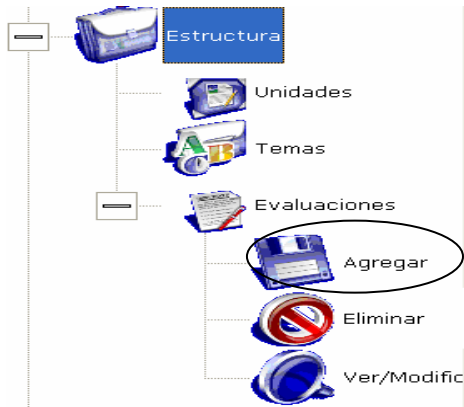 Estructura
Unidades
Temas
Evaluaciones
Agregar
Eliminar
Ver/Modific